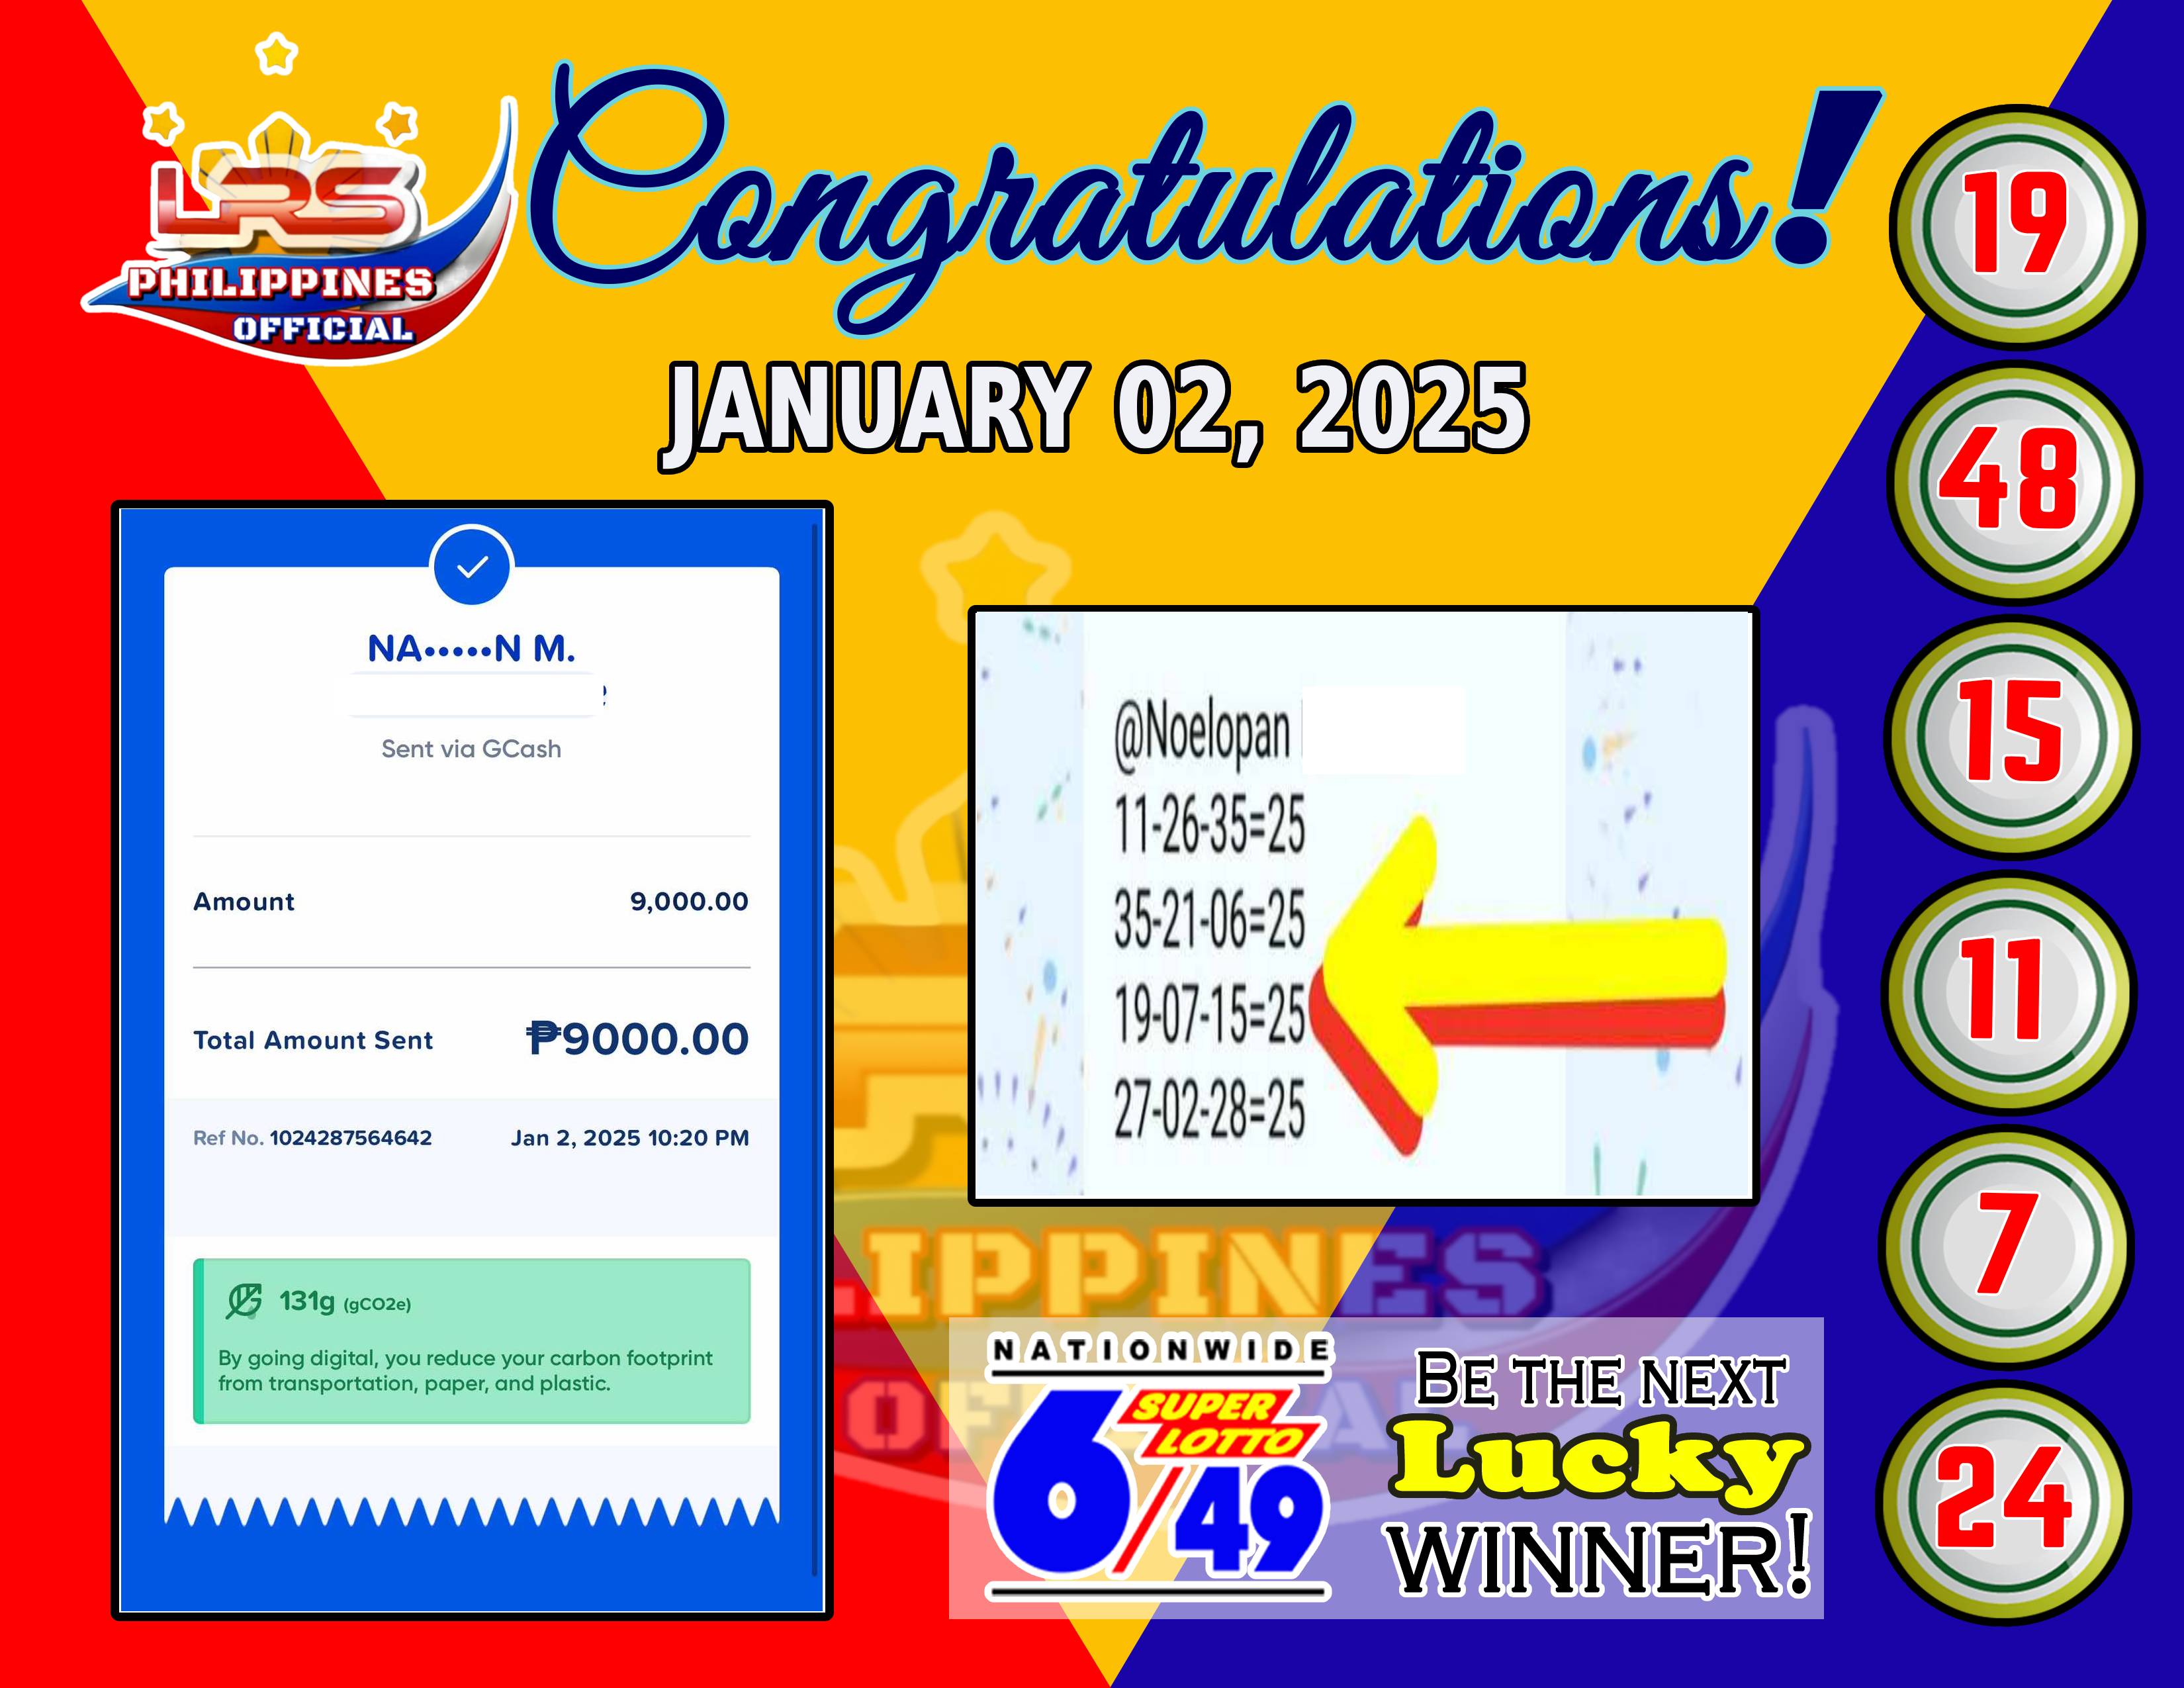 LRS
PHILIPPINES
OFFICIAL
Congratulations!
JANUARY 02, 2025
NA•••••N M.
Sent via GCash
Amount 9,000.00
Total Amount Sent ₱9000.00
Ref No. 1024287564642 Jan 2, 2025 10:20 PM
131g (gCO2e)
By going digital, you reduce your carbon footprint
from transportation, paper, and plastic.
@Noelopan
11-26-35=25
35-21-06=25
19-07-15=25
27-02-28=25
LIPPINES
NATIONWIDE
SUPER
LOTTO
6/49
BE THE NEXT
Lucky
WINNER!
19
48
15
11
7
24